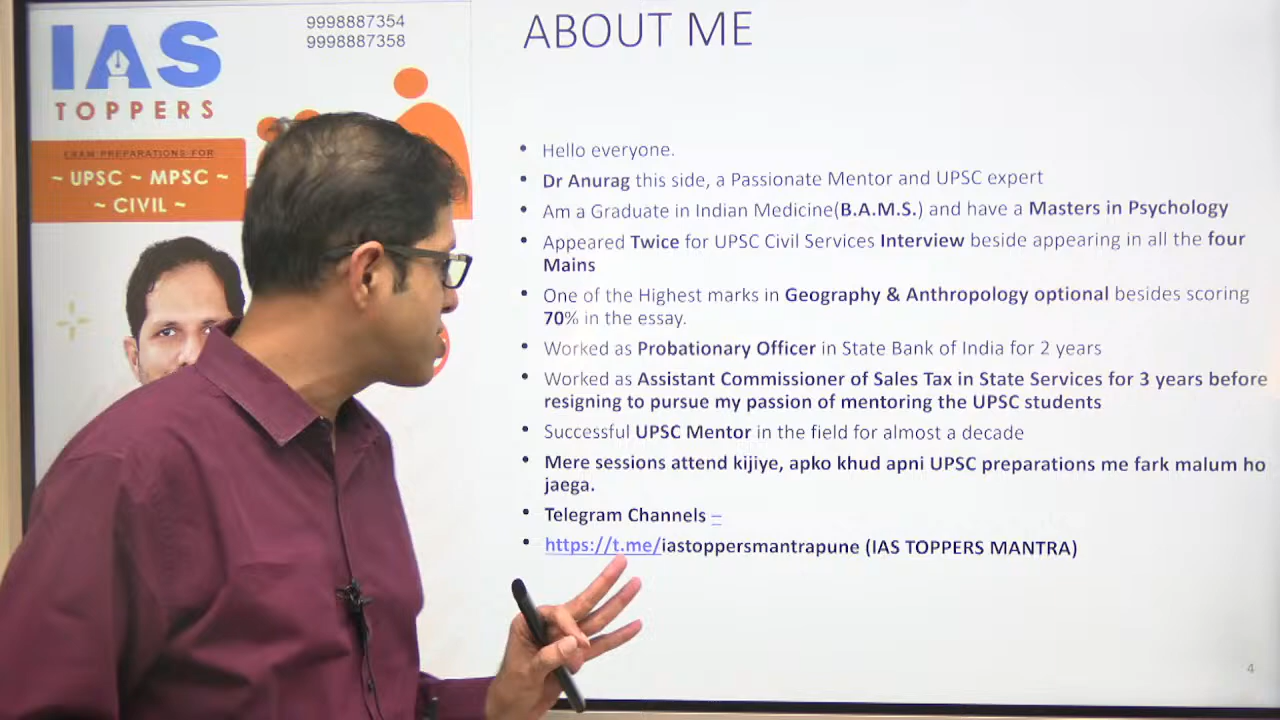 IAS
TOPPERS
9998887354
9998887358
EXAM PREPARATIONS FOR
~ UPSC ~ MPSC ~
~ CIVIL ~
ABOUT ME
• Hello everyone.
• Dr Anurag this side, a Passionate Mentor and UPSC expert
• Am a Graduate in Indian Medicine(B.A.M.S.) and have a Masters in Psychology
• Appeared Twice for UPSC Civil Services Interview beside appearing in all the four
Mains
• One of the Highest marks in Geography & Anthropology optional besides scoring
70% in the essay.
• Worked as Probationary Officer in State Bank of India for 2 years
• Worked as Assistant Commissioner of Sales Tax in State Services for 3 years before
resigning to pursue my passion of mentoring the UPSC students
• Successful UPSC Mentor in the field for almost a decade
• Mere sessions attend kijiye, apko khud apni UPSC preparations me fark malum ho
jaega.
• Telegram Channels –
• https://t.me/iastoppersmantrapune (IAS TOPPERS MANTRA)
4